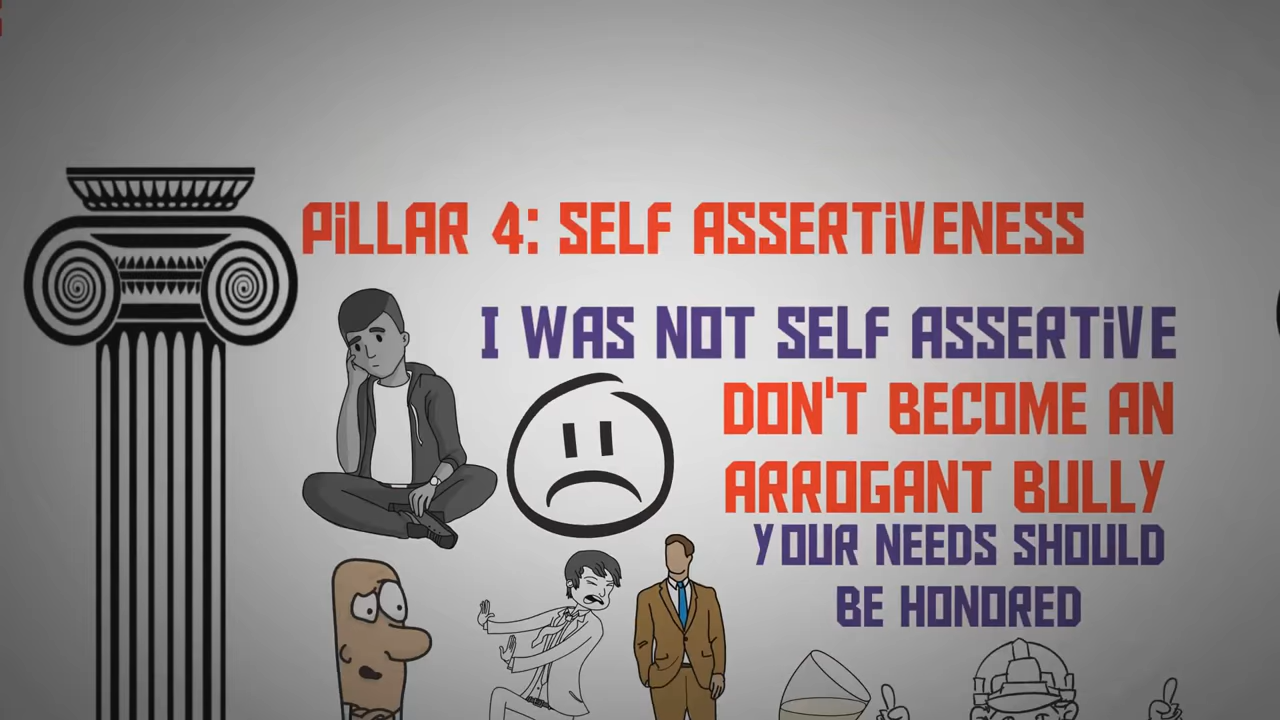 PiLLAR 4: SELF ASSERTiVENESS
I WAS NOT SELF ASSERTiVE
DON'T BECOME AN
ARROGANT BULLY
YOUR NEEDS SHOULD
BE HONORED